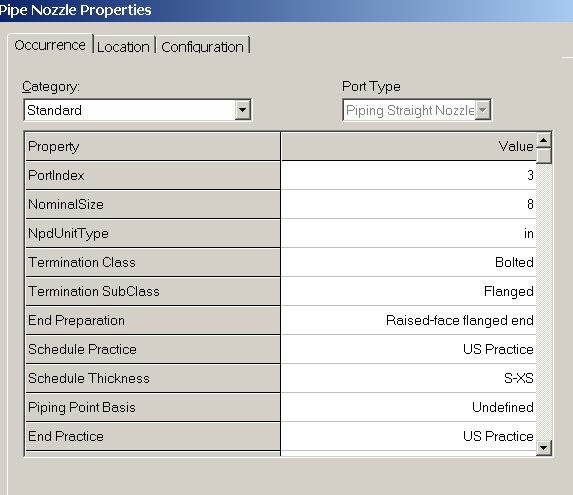 Pipe Nozzle Properties
Occurrence Location Configuration
Category: Port Type
Standard Piping Straight Nozzle
Property Value
PortIndex 3
NominalSize 8
NpdUnitType in
Termination Class Bolted
Termination SubClass Flanged
End Preparation Raised-face flanged end
Schedule Practice US Practice
Schedule Thickness S-XS
Piping Point Basis Undefined
End Practice US Practice